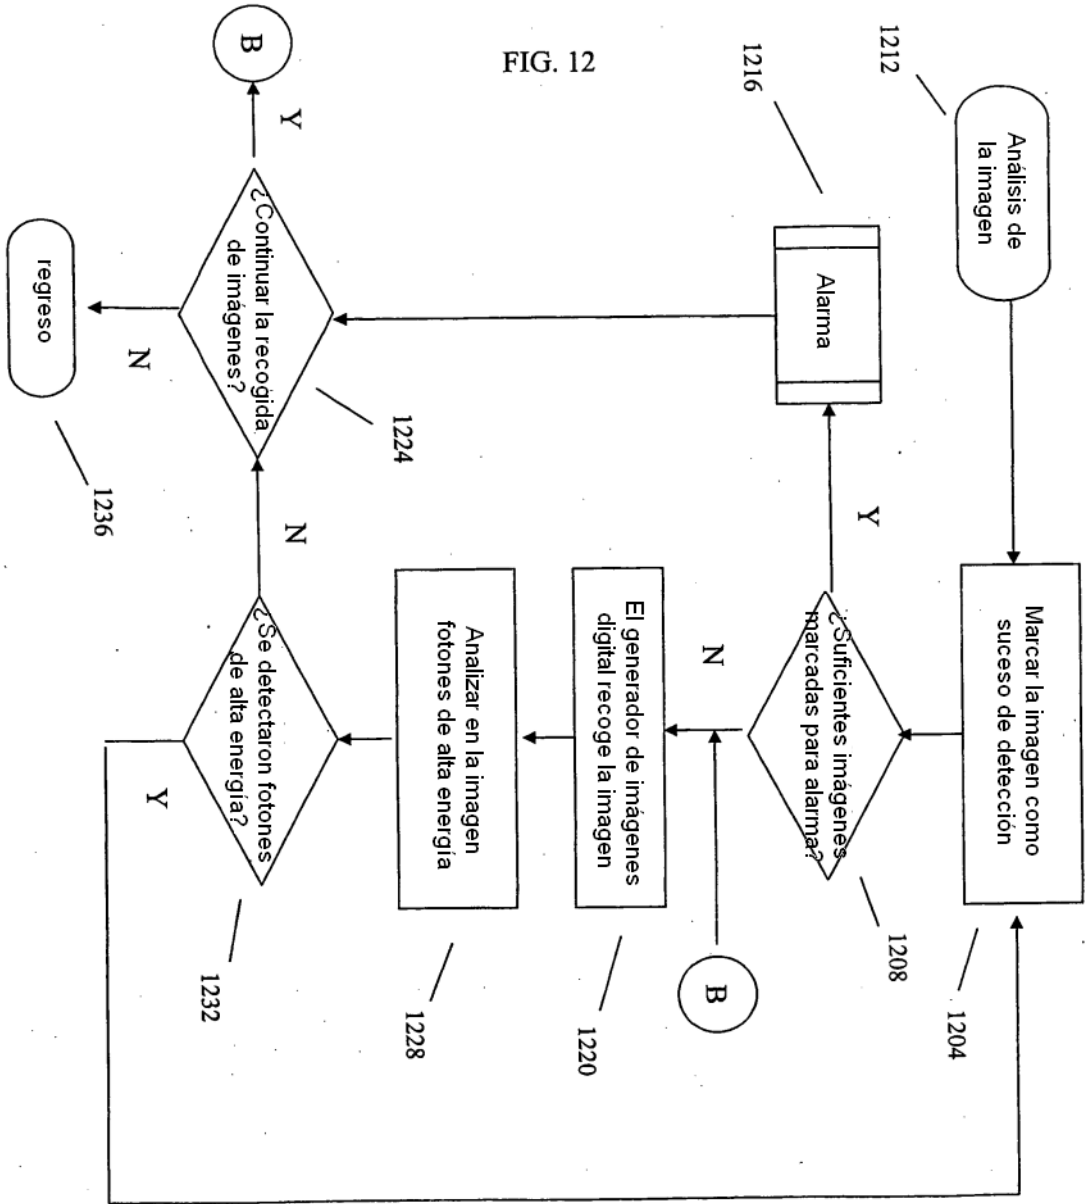 FIG. 12
1212
Análisis de
la imagen
Marcar la imagen como
suceso de detección
1204
1216
Alarma
Y
¿Suficientes imágenes
marcadas para alarma?
1208
N
B
El generador de imágenes
digital recoge la imagen
1220
Analizar en la imagen
fotones de alta energía
1228
B
Y
¿Continuar la recogida
de imágenes?
1224
N
¿Se detectaron fotones
de alta energía?
1232
N
Y
regreso
1236